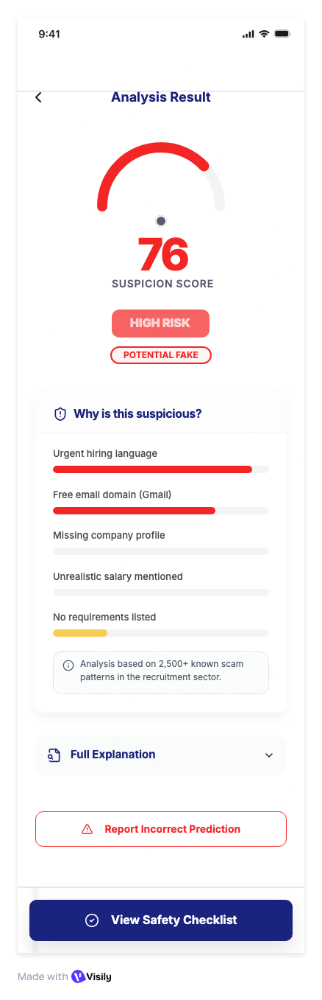 9:41
Analysis Result
76
SUSPICION SCORE
HIGH RISK
POTENTIAL FAKE
Why is this suspicious?
Urgent hiring language
Free email domain (Gmail)
Missing company profile
Unrealistic salary mentioned
No requirements listed
Analysis based on 2,500+ known scam
patterns in the recruitment sector.
Full Explanation
Report Incorrect Prediction
View Safety Checklist
Made with Visily